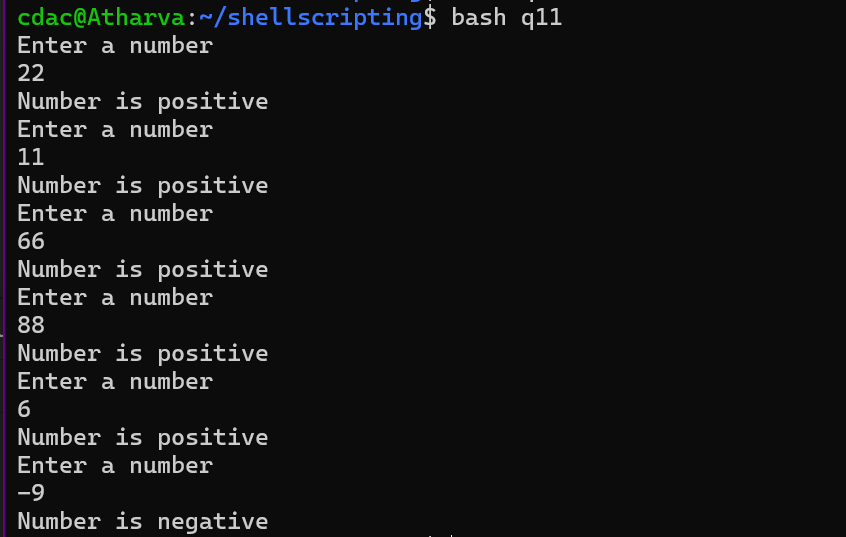 cdac@Atharva:~/shellscripting$ bash q11
Enter a number
22
Number is positive
Enter a number
11
Number is positive
Enter a number
66
Number is positive
Enter a number
88
Number is positive
Enter a number
6
Number is positive
Enter a number
-9
Number is negative